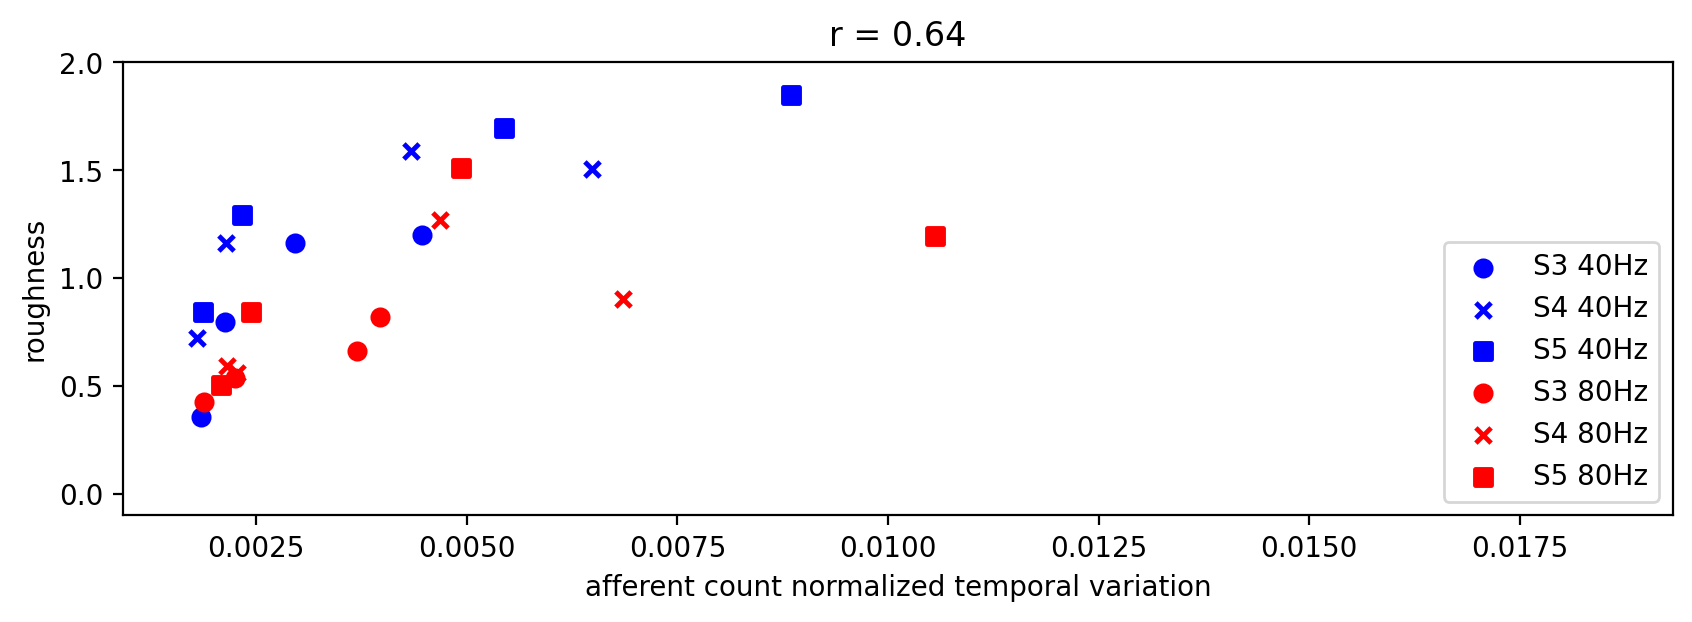 r = 0.64
2.0
1.5
1.0
0.5
0.0
roughness
S3 40Hz
S4 40Hz
S5 40Hz
S3 80Hz
S4 80Hz
S5 80Hz
0.0025 0.0050 0.0075 0.0100 0.0125 0.0150 0.0175
afferent count normalized temporal variation